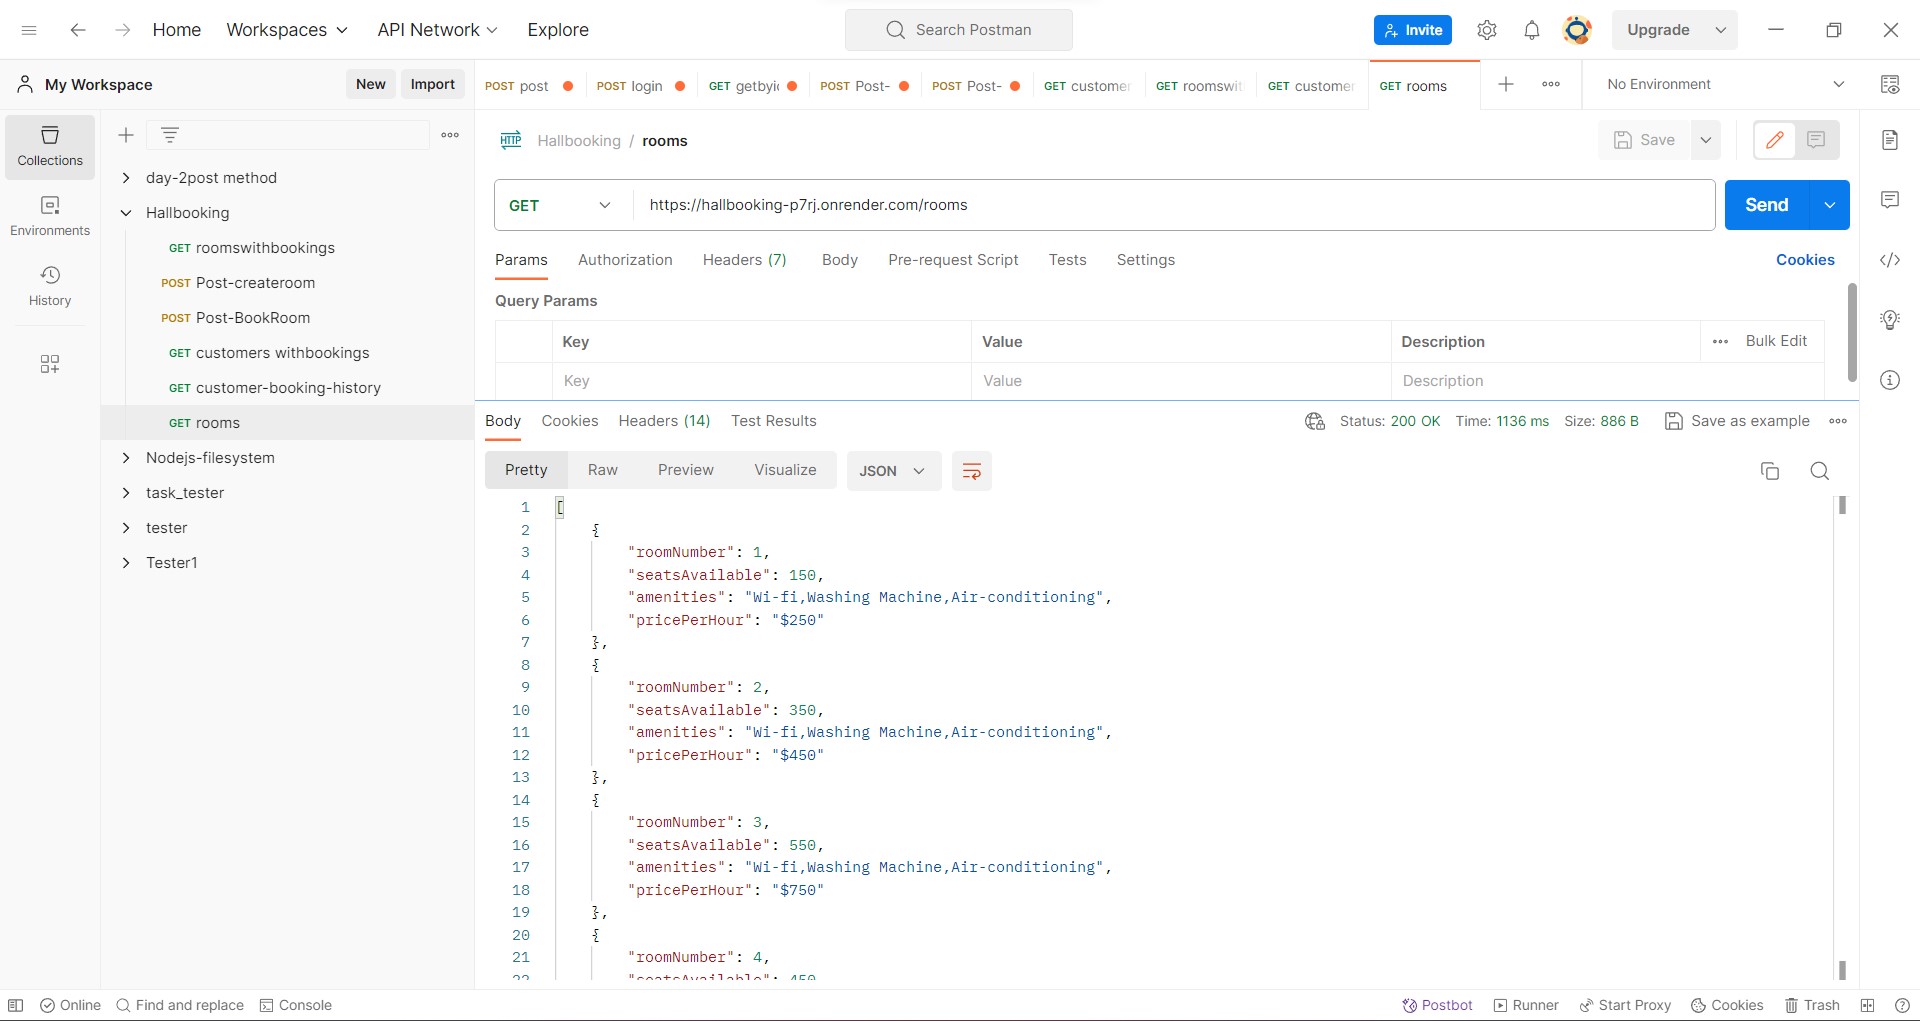 Home Workspaces API Network Explore Search Postman Invite Upgrade
My Workspace New Import POST post POST login GET getbyic POST Post- POST Post- GET customer GET roomswit GET customer GET rooms No Environment
Collections
Environments
History
day-2post method
Hallbooking
GET roomswithbookings
POST Post-createroom
POST Post-BookRoom
GET customers withbookings
GET customer-booking-history
GET rooms
Nodejs-filesystem
task_tester
tester
Tester1
HTTP Hallbooking / rooms Save
GET https://hallbooking-p7rj.onrender.com/rooms Send
Params Authorization Headers (7) Body Pre-request Script Tests Settings Cookies
Query Params
Key Value Description Bulk Edit
Key Value Description
Body Cookies Headers (14) Test Results Status: 200 OK Time: 1136 ms Size: 886 B Save as example
Pretty Raw Preview Visualize JSON
1 [
2 {
3 "roomNumber": 1,
4 "seatsAvailable": 150,
5 "amenities": "Wi-fi,Washing Machine,Air-conditioning",
6 "pricePerHour": "$250"
7 },
8 {
9 "roomNumber": 2,
10 "seatsAvailable": 350,
11 "amenities": "Wi-fi,Washing Machine,Air-conditioning",
12 "pricePerHour": "$450"
13 },
14 {
15 "roomNumber": 3,
16 "seatsAvailable": 550,
17 "amenities": "Wi-fi,Washing Machine,Air-conditioning",
18 "pricePerHour": "$750"
19 },
20 {
21 "roomNumber": 4,
22 "seatsAvailable": 450
Online Find and replace Console Postbot Runner Start Proxy Cookies Trash